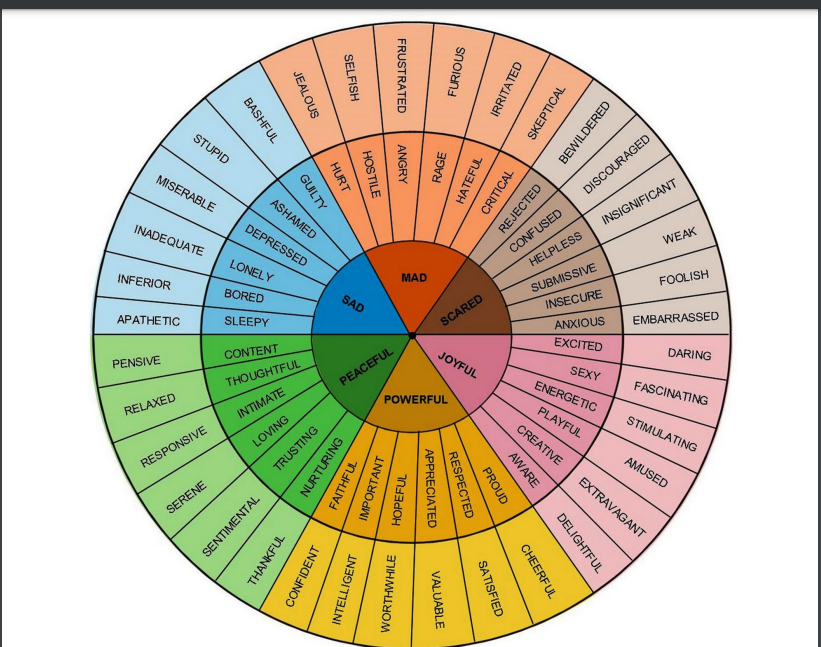 MAD
SCARED
JOYFUL
POWERFUL
PEACEFUL
SAD
HURT
HOSTILE
ANGRY
RAGE
HATEFUL
CRITICAL
REJECTED
CONFUSED
HELPLESS
SUBMISSIVE
INSECURE
ANXIOUS
EXCITED
SEXY
ENERGETIC
PLAYFUL
CREATIVE
AWARE
PROUD
RESPECTED
APPRECIATED
HOPEFUL
IMPORTANT
FAITHFUL
NURTURING
TRUSTING
LOVING
INTIMATE
THOUGHTFUL
CONTENT
SLEEPY
BORED
LONELY
DEPRESSED
ASHAMED
GUILTY
JEALOUS
SELFISH
FRUSTRATED
FURIOUS
IRRITATED
SKEPTICAL
BEWILDERED
DISCOURAGED
INSIGNIFICANT
WEAK
FOOLISH
EMBARRASSED
DARING
FASCINATING
STIMULATING
AMUSED
EXTRAVAGANT
DELIGHTFUL
CHEERFUL
SATISFIED
VALUABLE
WORTHWHILE
INTELLIGENT
CONFIDENT
THANKFUL
SENTIMENTAL
SERENE
RESPONSIVE
RELAXED
PENSIVE
APATHETIC
INFERIOR
INADEQUATE
MISERABLE
STUPID
BASHFUL